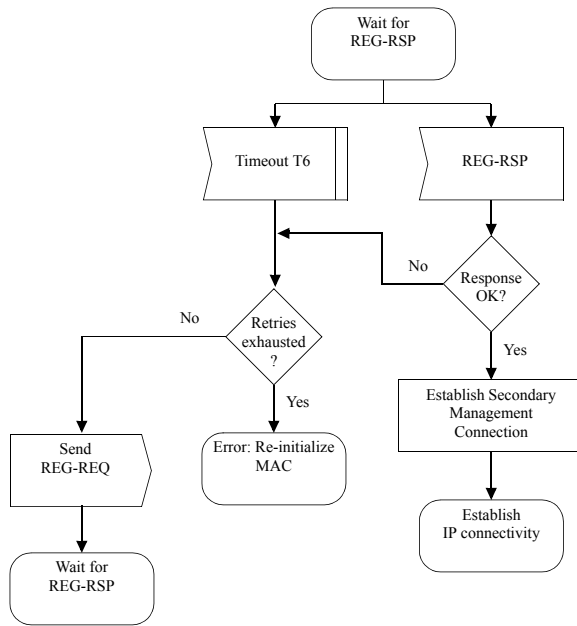 Wait for
REG-RSP
Timeout T6
REG-RSP
No
Response
OK?
No
Retries
exhausted
?
Yes
Yes
Establish Secondary
Management
Connection
Send
REG-REQ
Error: Re-initialize
MAC
Establish
IP connectivity
Wait for
REG-RSP